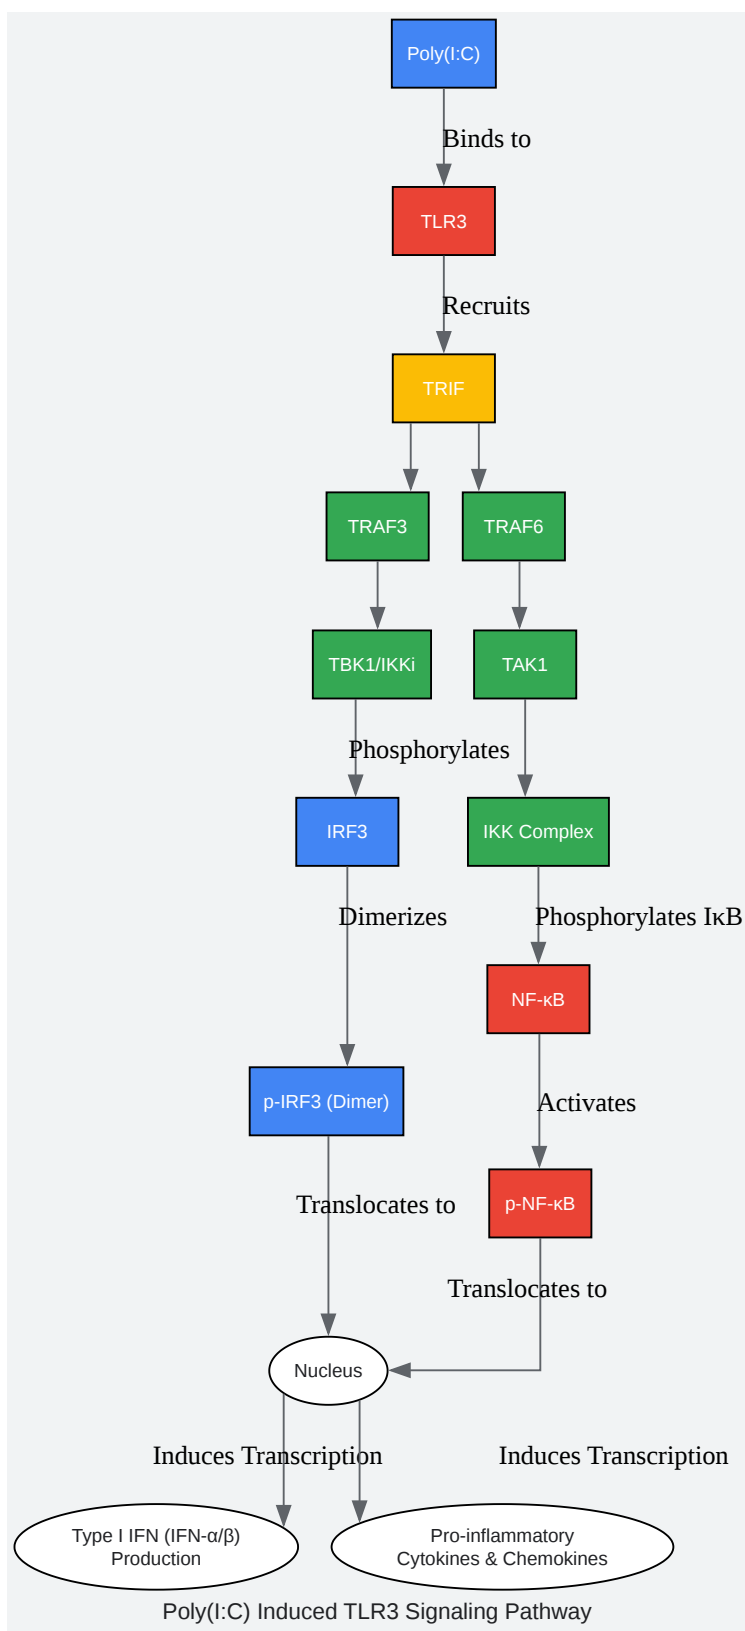 Poly(I:C)
Binds to
TLR3
Recruits
TRIF
TRAF3
TRAF6
TBK1/IKKi
TAK1
Phosphorylates
IRF3
IKK Complex
Dimerizes
Phosphorylates IκB
NF-κB
p-IRF3 (Dimer)
Activates
Translocates to
p-NF-κB
Translocates to
Nucleus
Induces Transcription
Induces Transcription
Type I IFN (IFN-α/β)
Production
Pro-inflammatory
Cytokines & Chemokines
Poly(I:C) Induced TLR3 Signaling Pathway